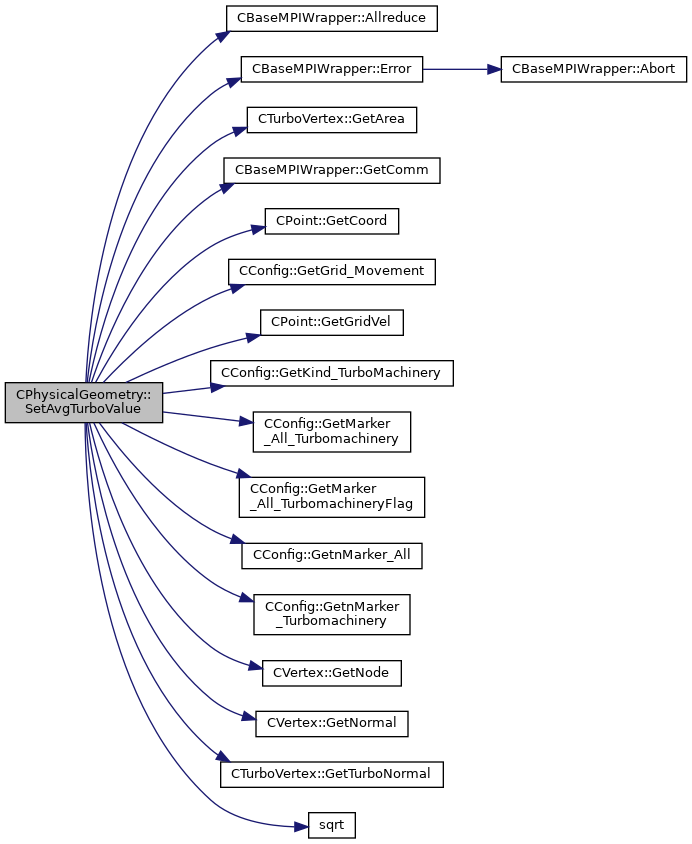 CBaseMPIWrapper::Allreduce
CBaseMPIWrapper::Error
CBaseMPIWrapper::Abort
CTurboVertex::GetArea
CBaseMPIWrapper::GetComm
CPoint::GetCoord
CConfig::GetGrid_Movement
CPoint::GetGridVel
CConfig::GetKind_TurboMachinery
CPhysicalGeometry::
SetAvgTurboValue
CConfig::GetMarker
_All_Turbomachinery
CConfig::GetMarker
_All_TurbomachineryFlag
CConfig::GetnMarker_All
CConfig::GetnMarker
_Turbomachinery
CVertex::GetNode
CVertex::GetNormal
CTurboVertex::GetTurboNormal
sqrt